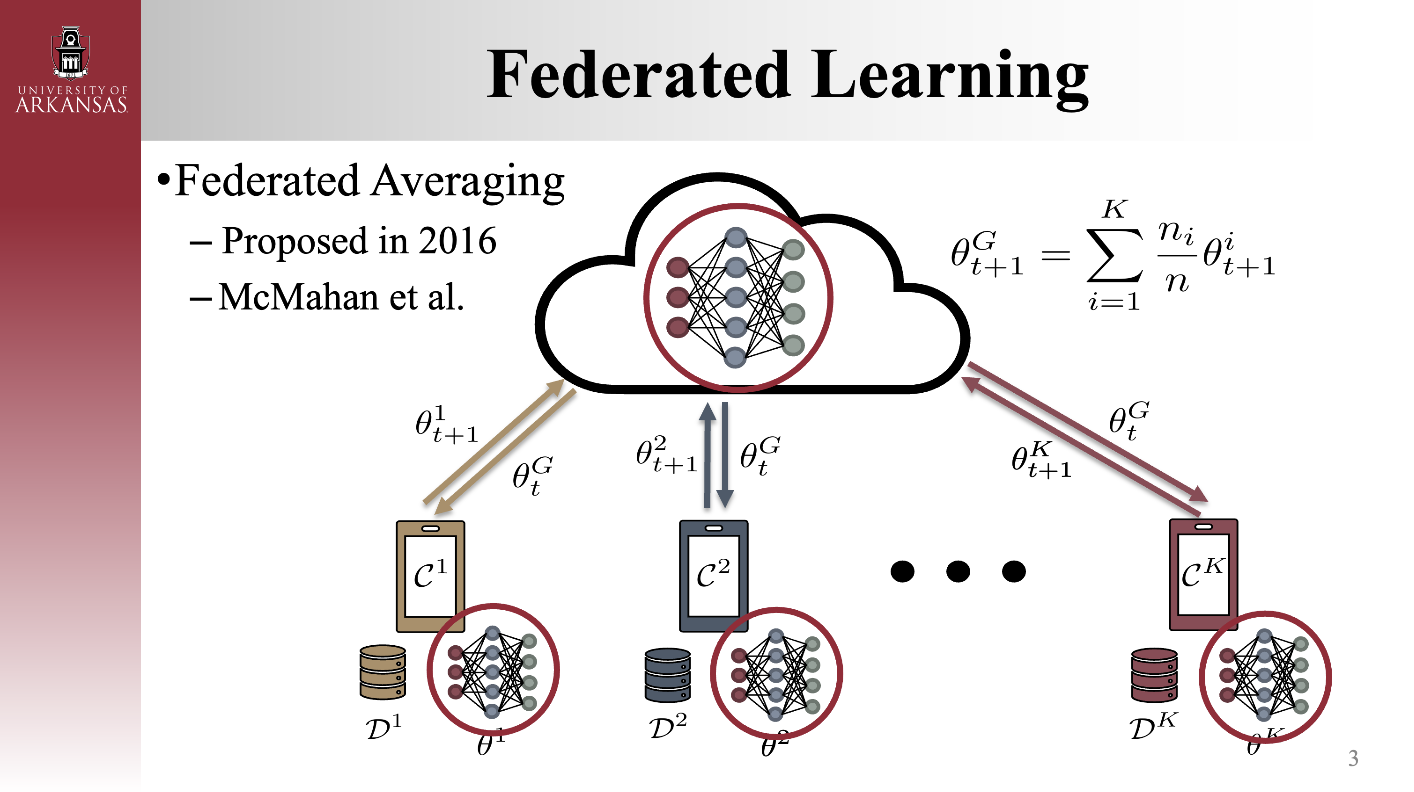 UNIVERSITY OF
ARKANSAS
Federated Learning
•Federated Averaging
– Proposed in 2016
– McMahan et al.
$\theta_{t+1}^{G} = \sum_{i=1}^{K} \frac{n_i}{n} \theta_{t+1}^{i}$
$\theta_{t+1}^{1}$
$\theta_{t}^{G}$
$\theta_{t+1}^{2}$
$\theta_{t}^{G}$
$\theta_{t+1}^{K}$
$\theta_{t}^{G}$
$\mathcal{C}^{1}$
$\mathcal{C}^{2}$
$\mathcal{C}^{K}$
$\mathcal{D}^{1}$
$\theta^{1}$
$\mathcal{D}^{2}$
$\theta^{2}$
$\mathcal{D}^{K}$
$\theta^{K}$
3